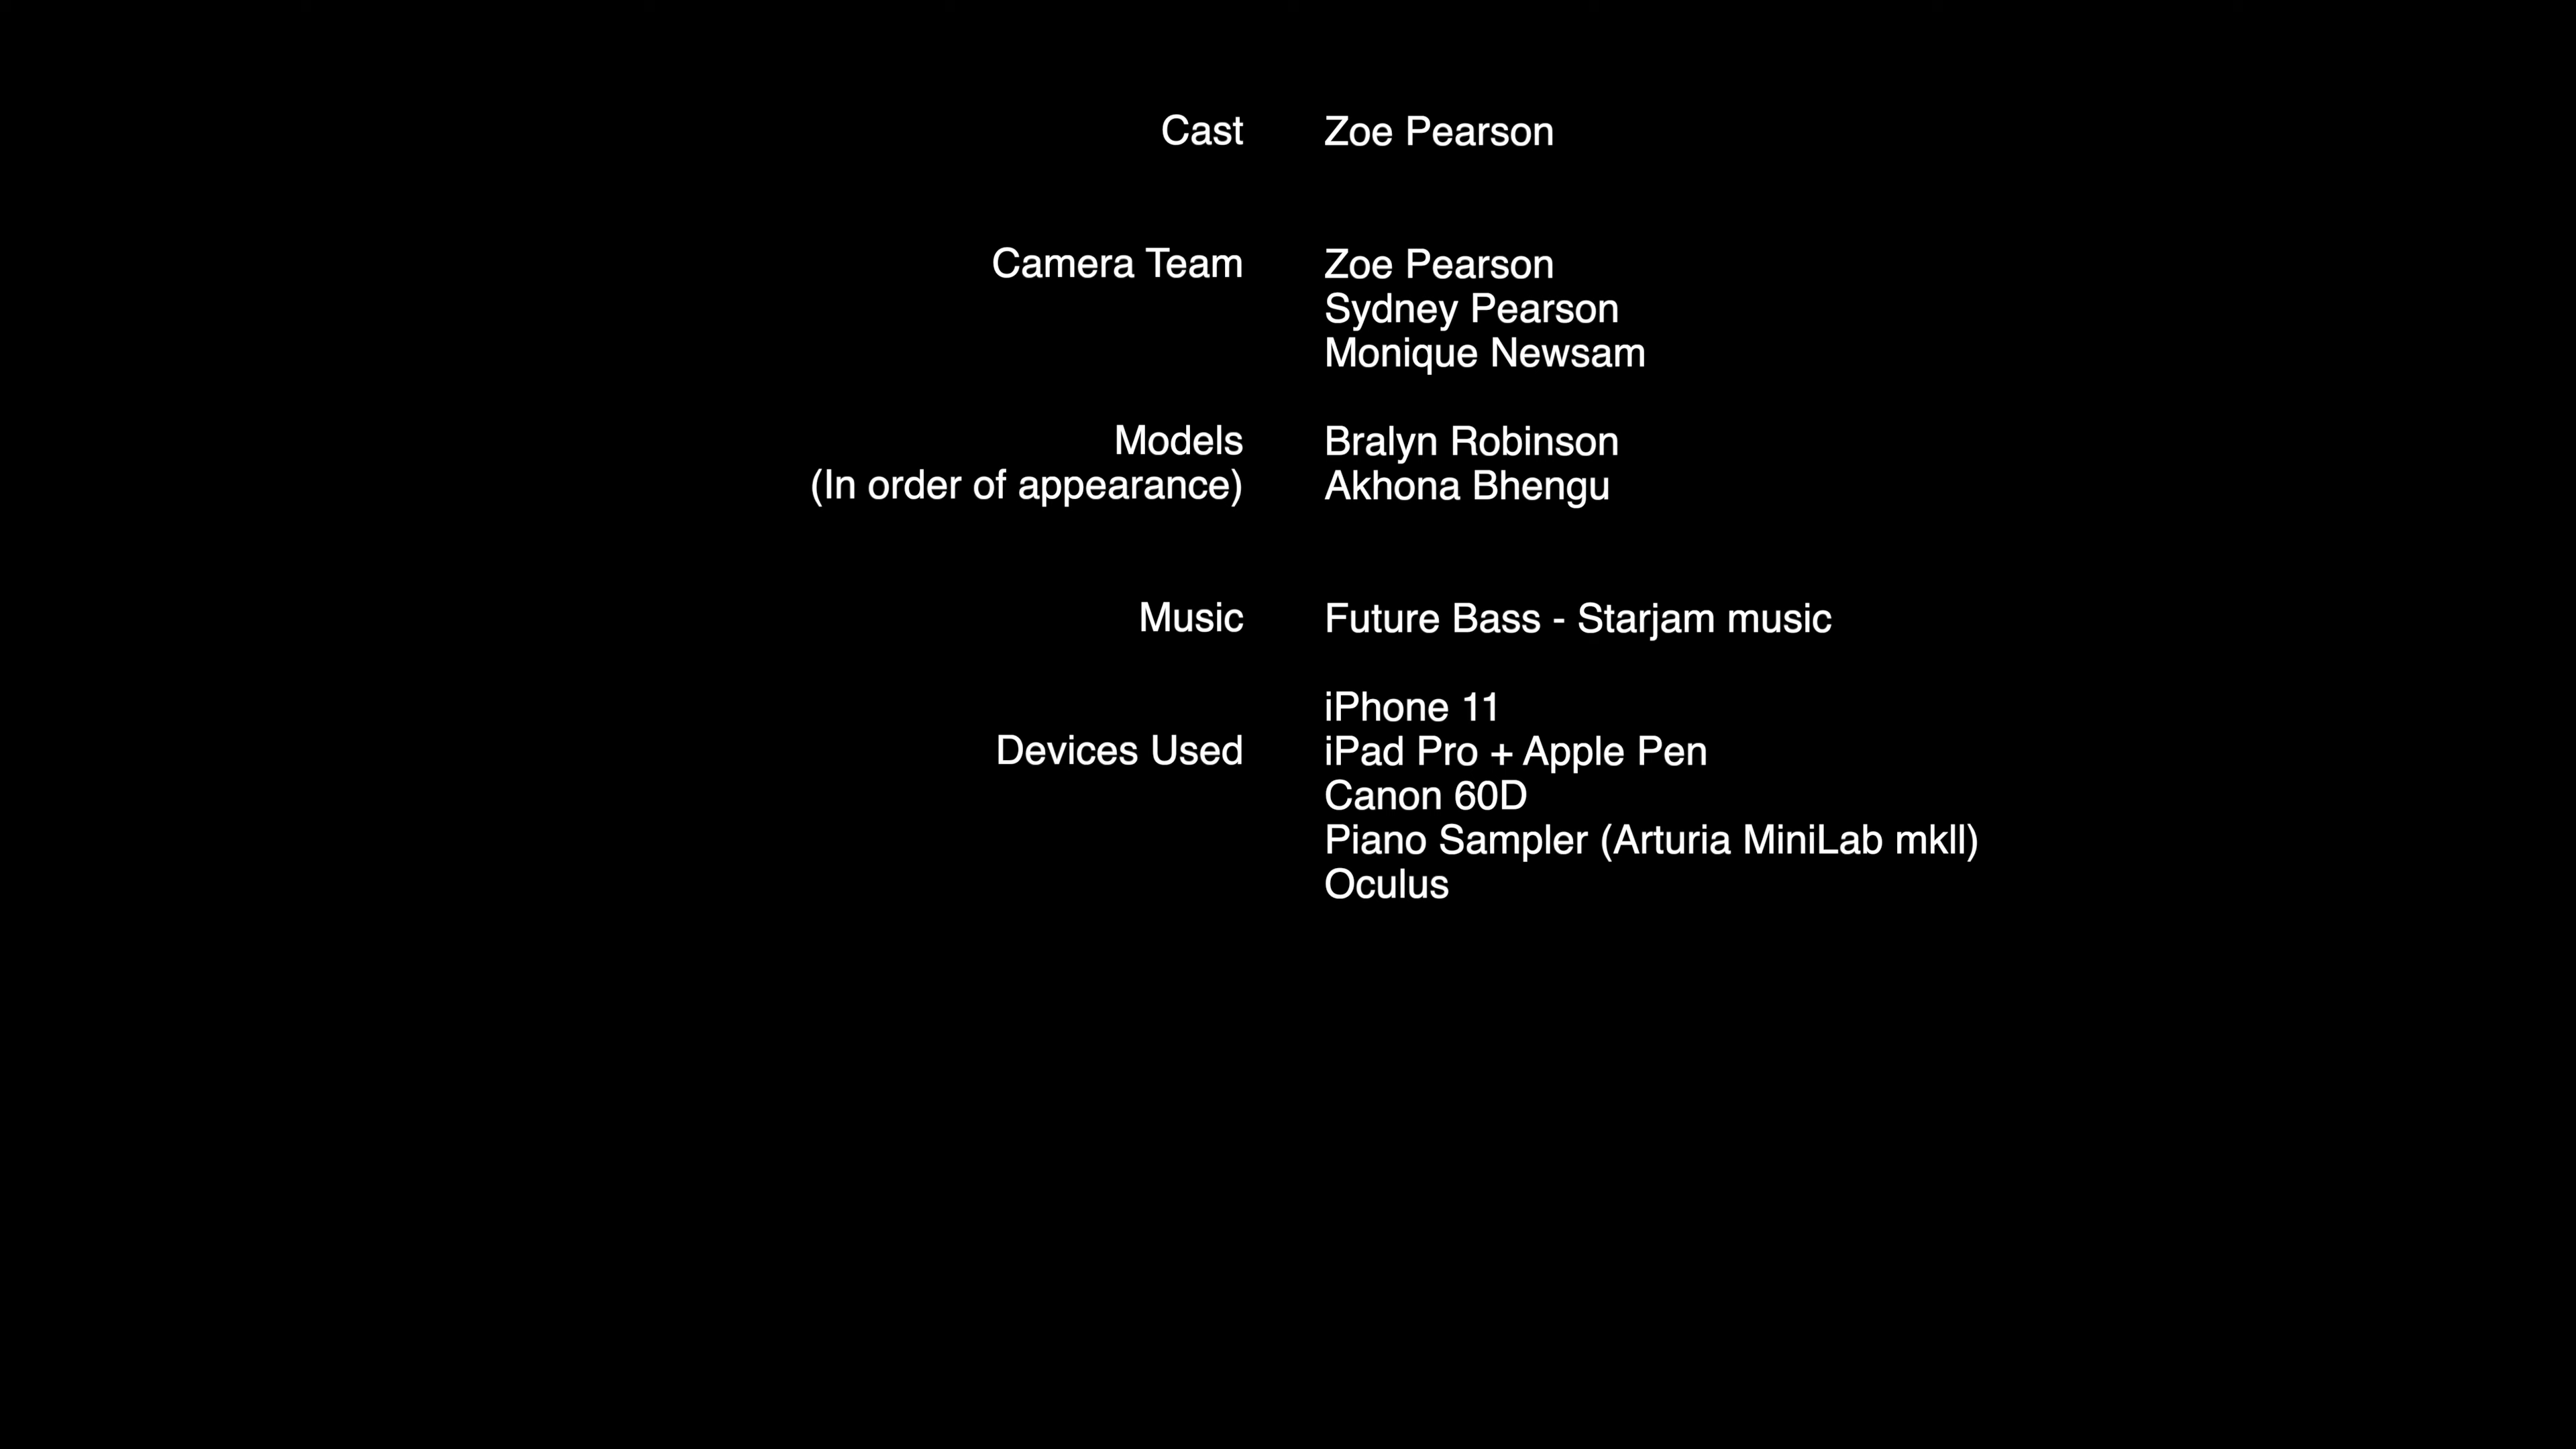 Cast Zoe Pearson
Camera Team Zoe Pearson
Sydney Pearson
Monique Newsam
Models Bralyn Robinson
(In order of appearance) Akhona Bhengu
Music Future Bass - Starjam music
iPhone 11
Devices Used iPad Pro + Apple Pen
Canon 60D
Piano Sampler (Arturia MiniLab mkll)
Oculus